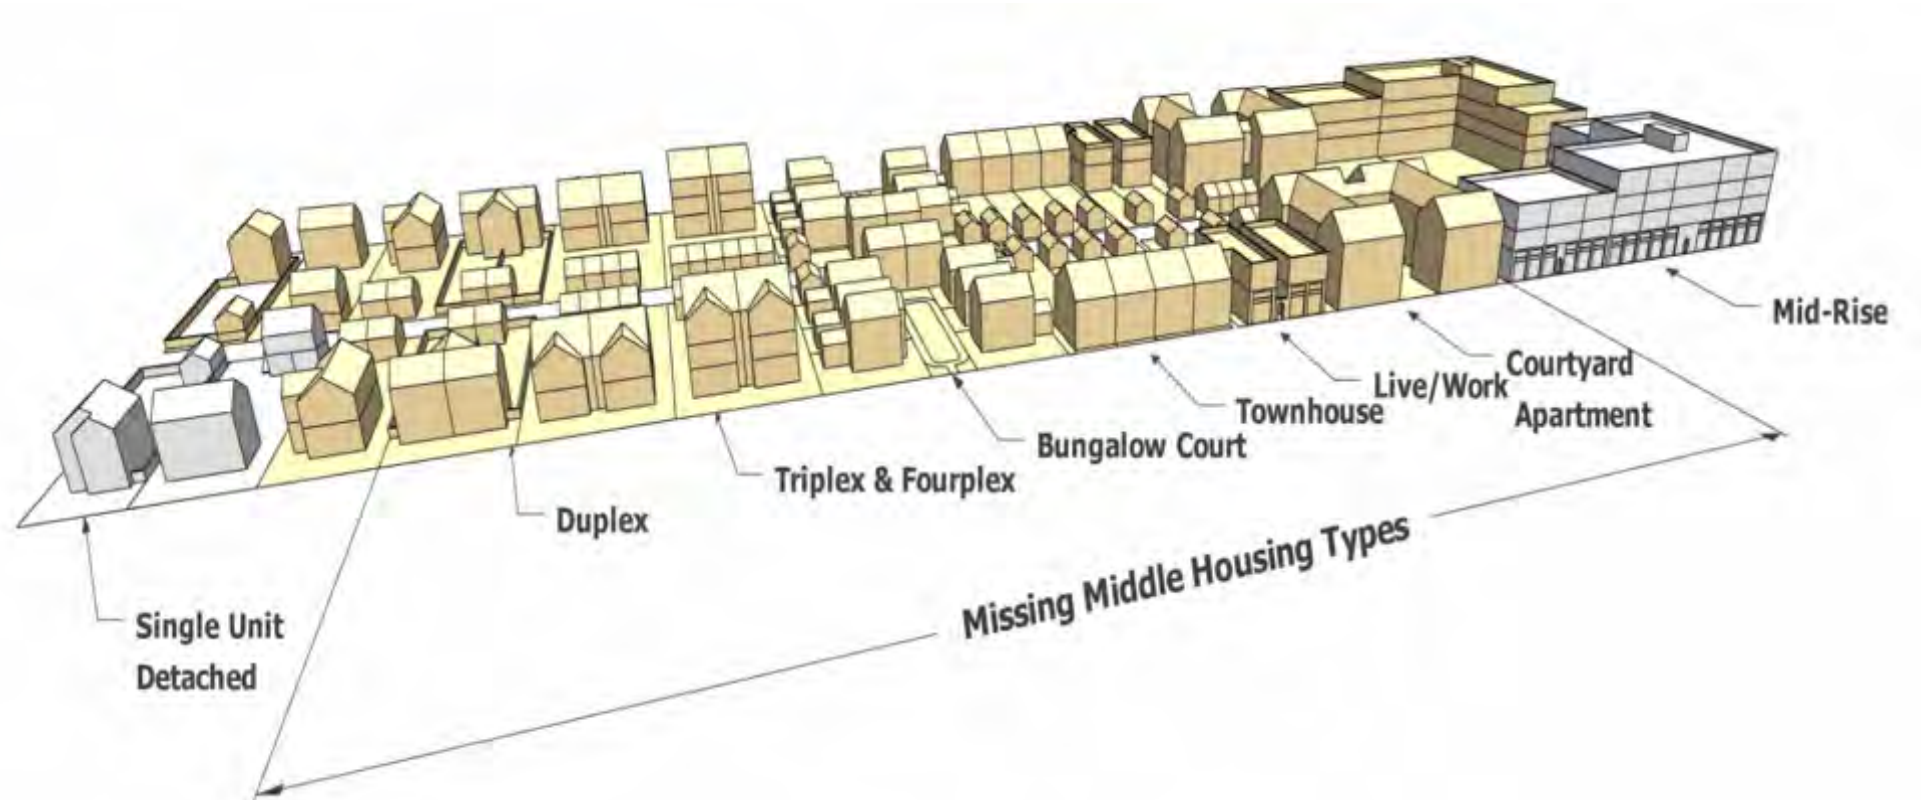 Mid-Rise
Courtyard
Apartment
Live/Work
Townhouse
Bungalow Court
Triplex & Fourplex
Duplex
Single Unit
Detached
Missing Middle Housing Types